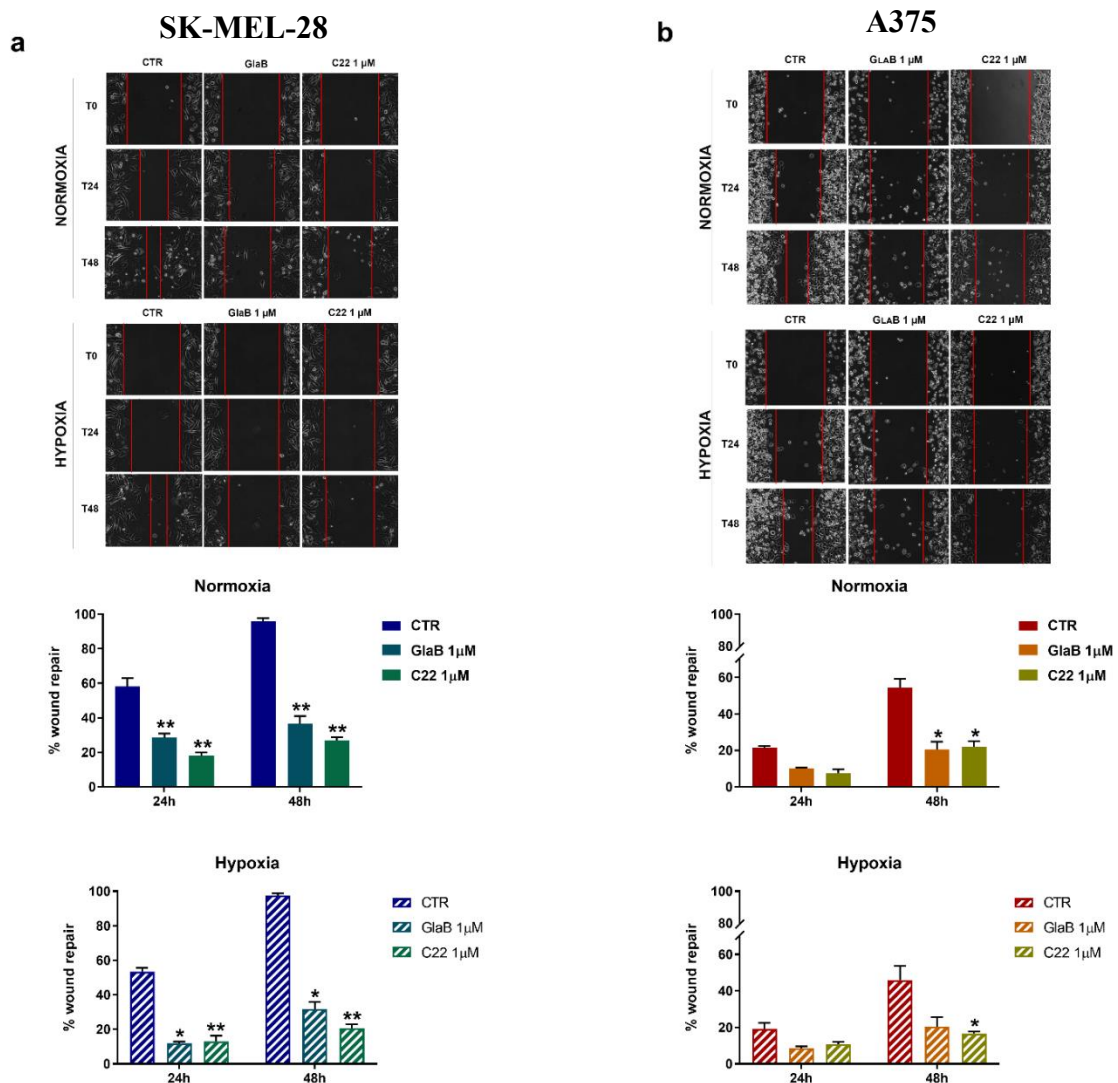 SK-MEL-28
a
CTR GlaB C22 1 µM
NORMOXIA
T0
T24
T48
CTR GlaB 1 µM C22 1 µM
HYPOXIA
T0
T24
T48
Normoxia
% wound repair
100
80
60
40
20
0
** ** ** **
24h 48h
CTR
GlaB 1µM
C22 1µM
Hypoxia
% wound repair
100
80
60
40
20
0
* ** * **
24h 48h
CTR
GlaB 1µM
C22 1µM
A375
b
CTR GLAB 1 µM C22 1 µM
NORMOXIA
T0
T24
T48
CTR GLAB 1 µM C22 1 µM
HYPOXIA
T0
T24
T48
Normoxia
% wound repair
100
80
60
40
20
0
* *
24h 48h
CTR
GlaB 1µM
C22 1µM
Hypoxia
% wound repair
100
80
60
40
20
0
*
24h 48h
CTR
GlaB 1µM
C22 1µM